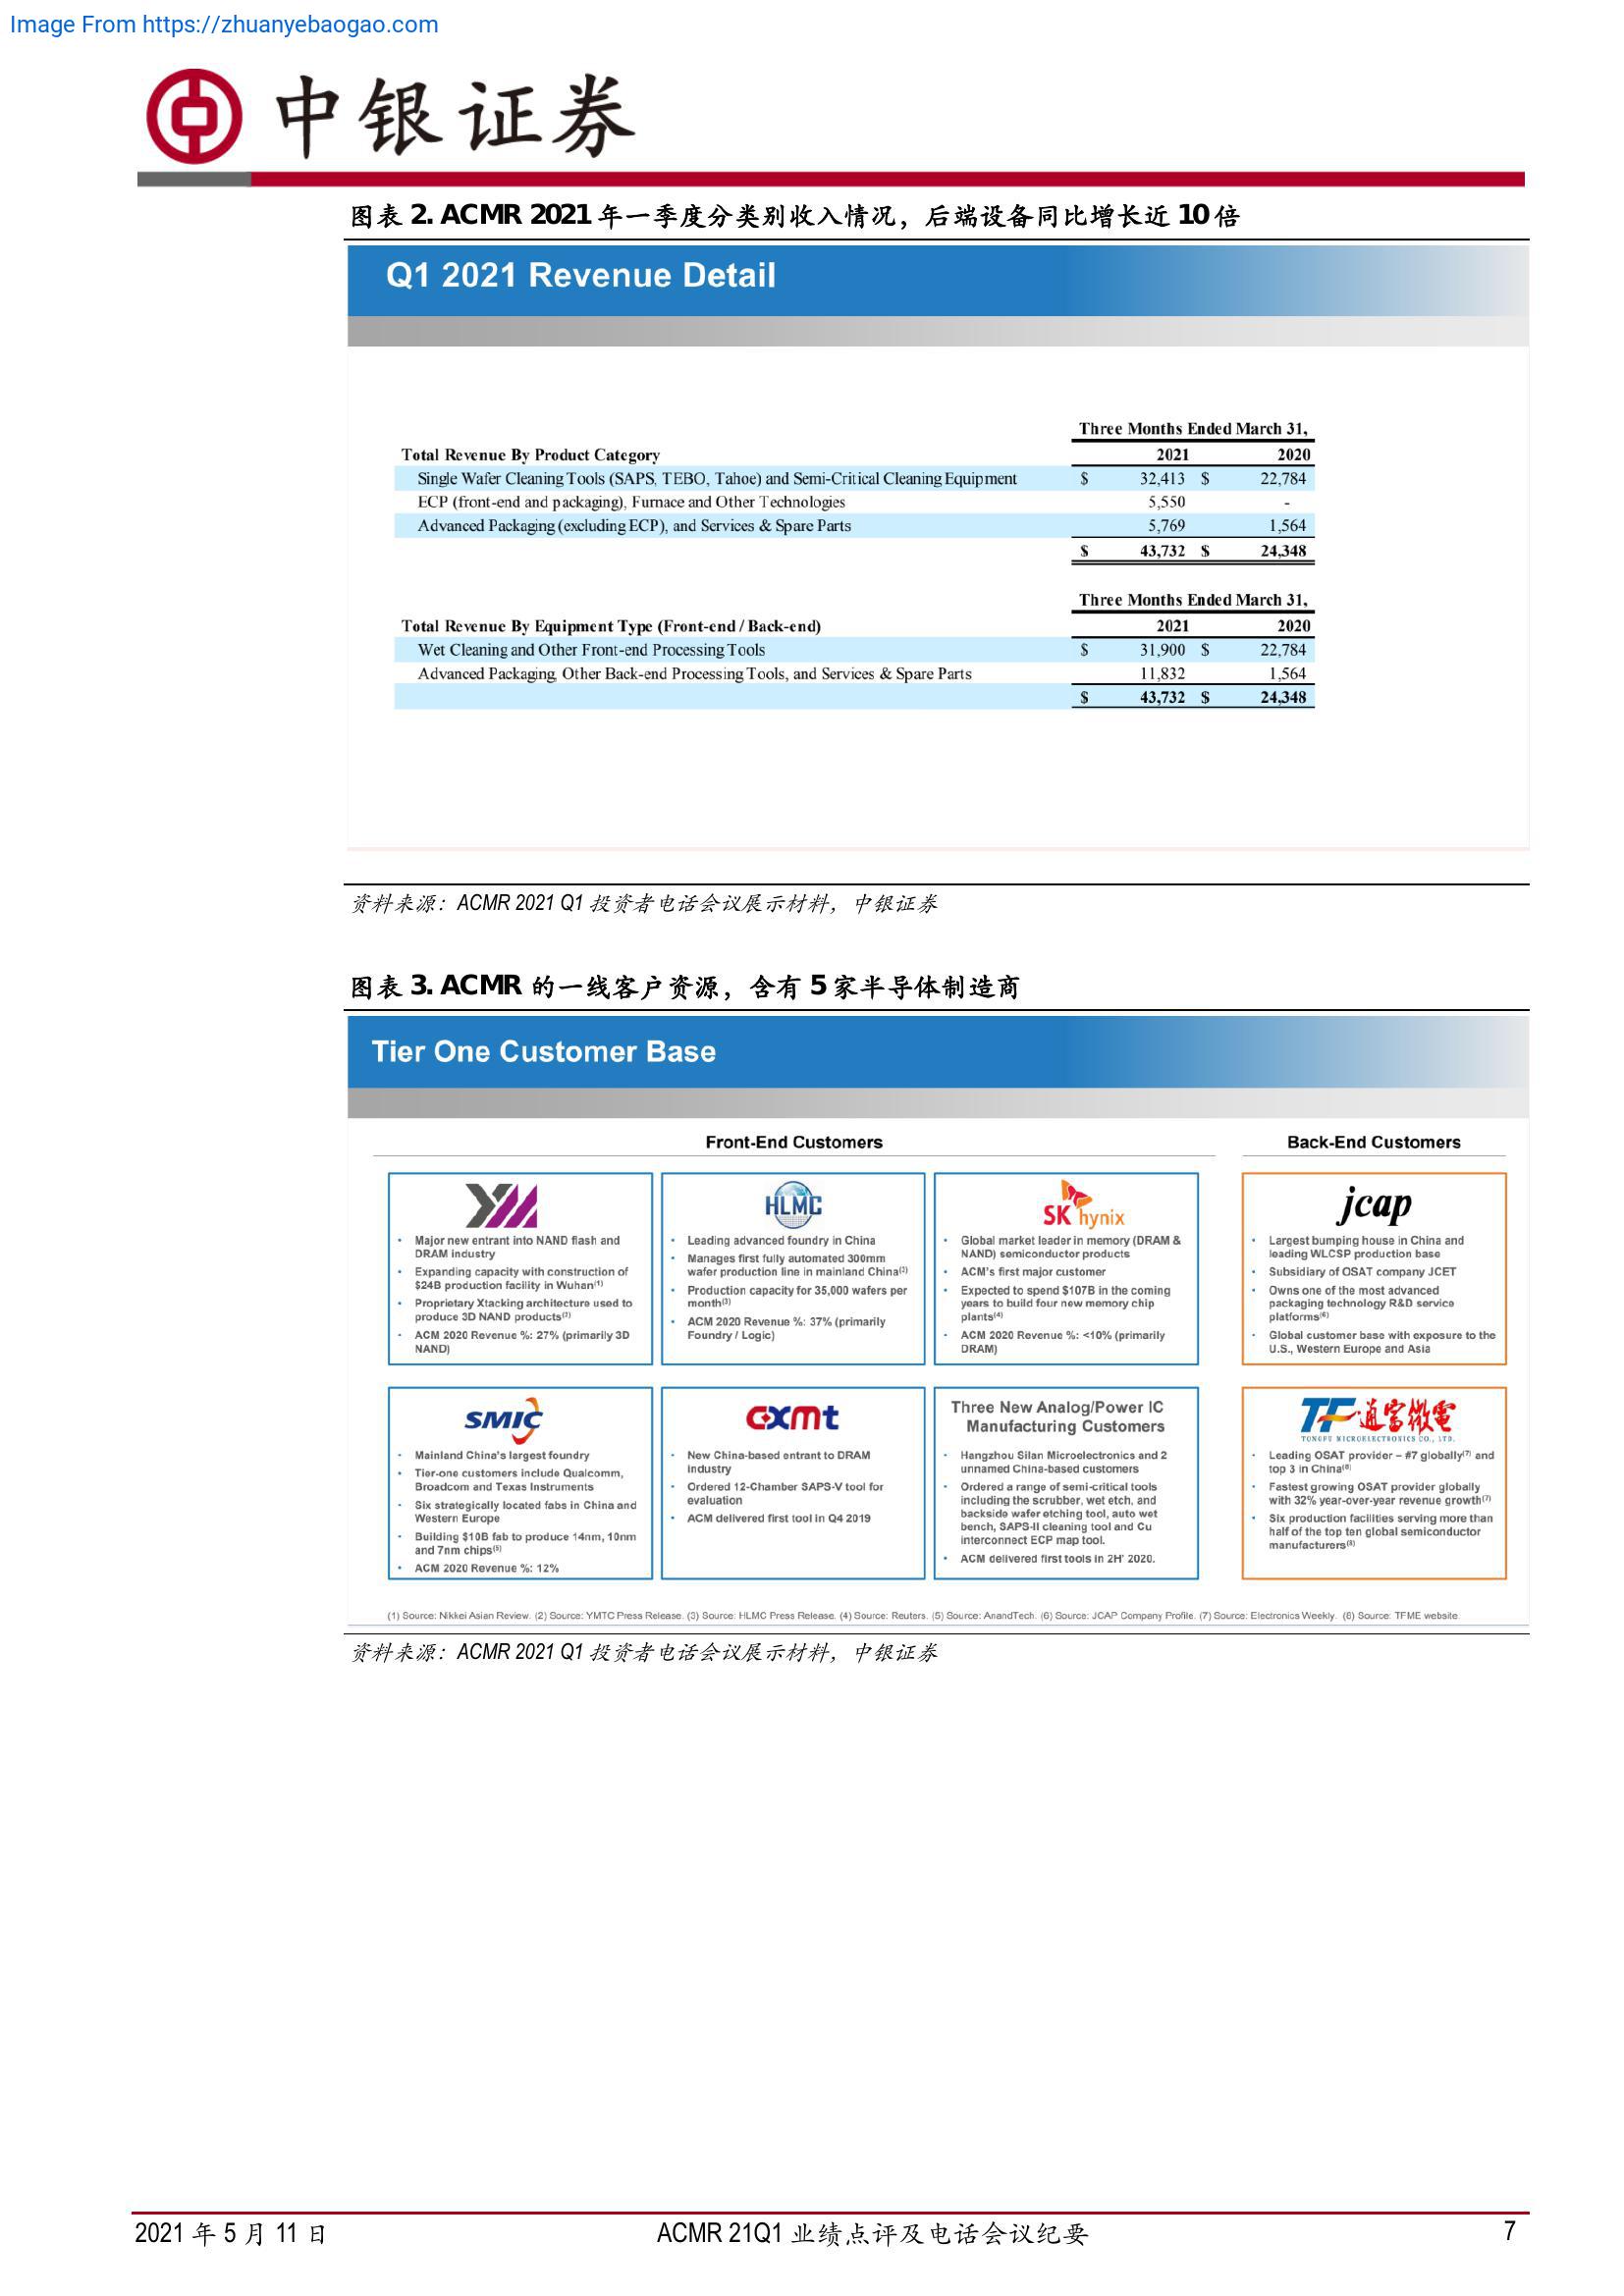 Image From https://zhuanyebaogao.com
中银证券
图表 2. ACMR 2021 年一季度分类别收入情况，后端设备同比增长近 10 倍
Q1 2021 Revenue Detail
Three Months Ended March 31,
Total Revenue By Product Category 2021 2020
Single Wafer Cleaning Tools (SAPS, TEBO, Tahoe) and Semi-Critical Cleaning Equipment $ 32,413 $ 22,784
ECP (front-end and packaging), Furnace and Other Technologies 5,550 -
Advanced Packaging (excluding ECP), and Services & Spare Parts 5,769 1,564
$ 43,732 $ 24,348
Three Months Ended March 31,
Total Revenue By Equipment Type (Front-end / Back-end) 2021 2020
Wet Cleaning and Other Front-end Processing Tools $ 31,900 $ 22,784
Advanced Packaging, Other Back-end Processing Tools, and Services & Spare Parts 11,832 1,564
$ 43,732 $ 24,348
资料来源：ACMR 2021 Q1 投资者电话会议展示材料，中银证券
图表 3. ACMR 的一线客户资源，含有 5 家半导体制造商
Tier One Customer Base
Front-End Customers
Back-End Customers
• Major new entrant into NAND flash and
DRAM industry
• Expanding capacity with construction of
$24B production facility in Wuhan(1)
• Proprietary Xtacking architecture used to
produce 3D NAND products(2)
• ACM 2020 Revenue %: 27% (primarily 3D
NAND)
HLMC
• Leading advanced foundry in China
• Manages first fully automated 300mm
wafer production line in mainland China(3)
• Production capacity for 35,000 wafers per
month(3)
• ACM 2020 Revenue %: 37% (primarily
Foundry / Logic)
SK hynix
• Global market leader in memory (DRAM &
NAND) semiconductor products
• ACM's first major customer
• Expected to spend $107B in the coming
years to build four new memory chip
plants(4)
• ACM 2020 Revenue %: <10% (primarily
DRAM)
jcap
• Largest bumping house in China and
leading WLCSP production base
• Subsidiary of OSAT company JCET
• Owns one of the most advanced
packaging technology R&D service
platforms(6)
• Global customer base with exposure to the
U.S., Western Europe and Asia
SMIC
• Mainland China's largest foundry
• Tier-one customers include Qualcomm,
Broadcom and Texas Instruments
• Six strategically located fabs in China and
Western Europe
• Building $10B fab to produce 14nm, 10nm
and 7nm chips(5)
• ACM 2020 Revenue %: 12%
CXMT
• New China-based entrant to DRAM
industry
• Ordered 12-Chamber SAPS-V tool for
evaluation
• ACM delivered first tool in Q4 2019
Three New Analog/Power IC
Manufacturing Customers
• Hangzhou Silan Microelectronics and 2
unnamed China-based customers
• Ordered a range of semi-critical tools
including the scrubber, wet etch, and
backside wafer etching tool, auto wet
bench, SAPS-II cleaning tool and Cu
interconnect ECP map tool.
• ACM delivered first tools in 2H' 2020.
TF 通富微電
TONGFU MICROELECTRONICS CO., LTD.
• Leading OSAT provider – #7 globally(7) and
top 3 in China(8)
• Fastest growing OSAT provider globally
with 32% year-over-year revenue growth(7)
• Six production facilities serving more than
half of the top ten global semiconductor
manufacturers(8)
(1) Source: Nikkei Asian Review. (2) Source: YMTC Press Release. (3) Source: HLMC Press Release. (4) Source: Reuters. (5) Source: AnandTech. (6) Source: JCAP Company Profile. (7) Source: Electronics Weekly. (8) Source: TFME website.
资料来源：ACMR 2021 Q1 投资者电话会议展示材料，中银证券
2021 年 5 月 11 日
ACMR 21Q1 业绩点评及电话会议纪要
7